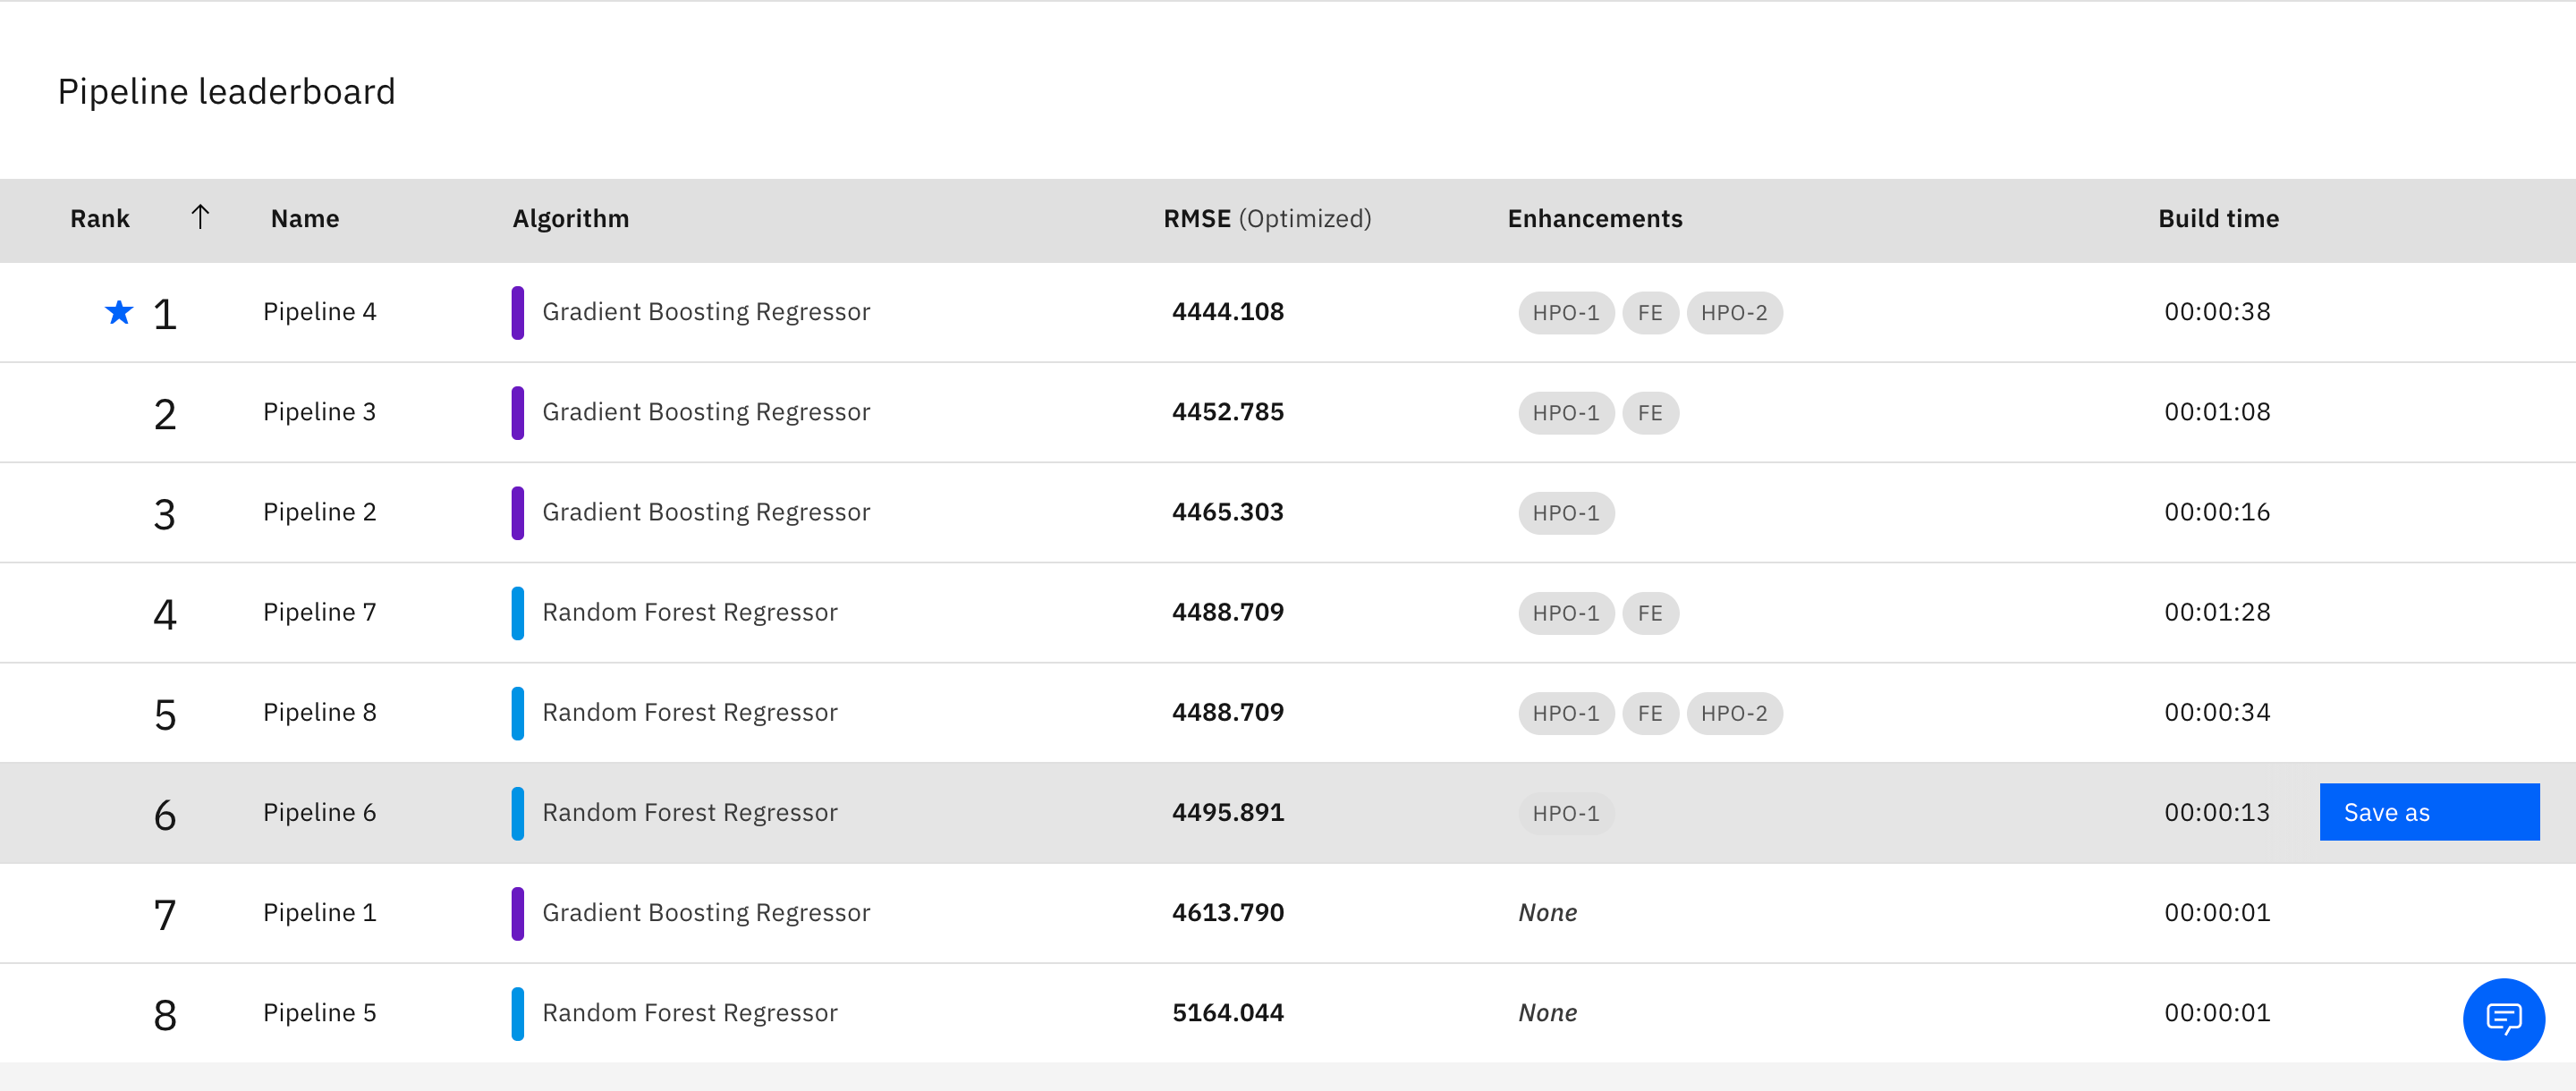 Pipeline leaderboard
Rank Name Algorithm RMSE (Optimized) Enhancements Build time
1 Pipeline 4 Gradient Boosting Regressor 4444.108 HPO-1 FE HPO-2 00:00:38
2 Pipeline 3 Gradient Boosting Regressor 4452.785 HPO-1 FE 00:01:08
3 Pipeline 2 Gradient Boosting Regressor 4465.303 HPO-1 00:00:16
4 Pipeline 7 Random Forest Regressor 4488.709 HPO-1 FE 00:01:28
5 Pipeline 8 Random Forest Regressor 4488.709 HPO-1 FE HPO-2 00:00:34
6 Pipeline 6 Random Forest Regressor 4495.891 HPO-1 00:00:13 Save as
7 Pipeline 1 Gradient Boosting Regressor 4613.790 None 00:00:01
8 Pipeline 5 Random Forest Regressor 5164.044 None 00:00:01